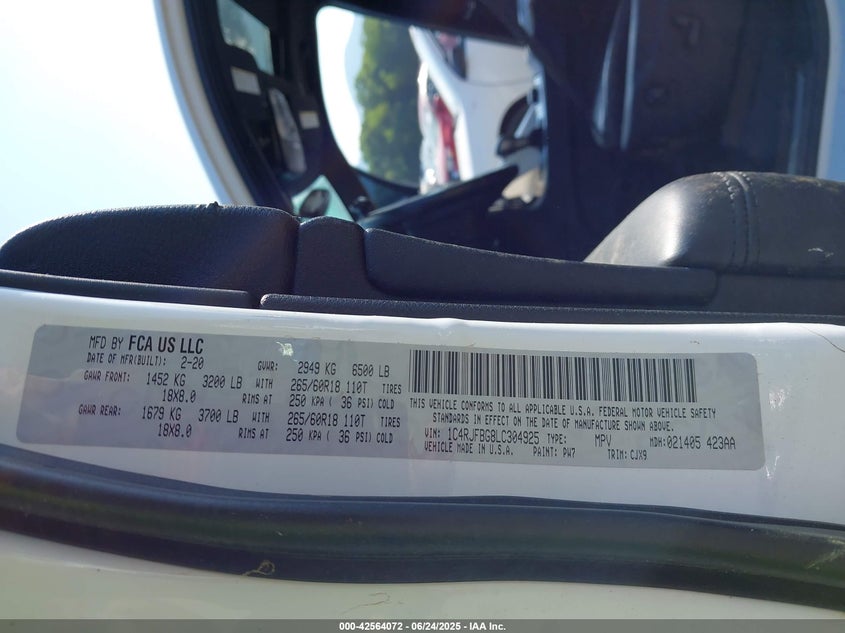 MFD BY FCA US LLC
DATE OF MFR(BUILT): 2-20 GVWR: 2949 KG 6500 LB
GAWR FRONT: 1452 KG 3200 LB WITH 265/60R18 110T TIRES
18X8.0 RIMS AT 250 KPA ( 36 PSI) COLD
GAWR REAR: 1679 KG 3700 LB WITH 265/60R18 110T TIRES
18X8.0 RIMS AT 250 KPA ( 36 PSI) COLD
THIS VEHICLE CONFORMS TO ALL APPLICABLE U.S.A. FEDERAL MOTOR VEHICLE SAFETY
STANDARDS IN EFFECT ON THE DATE OF MANUFACTURE SHOWN ABOVE.
VIN: 1C4RJFBG8LC304925 TYPE: MPV MDH:021405 423AA
VEHICLE MADE IN U.S.A. PAINT: PW7 TRIM: CJX9
000-42564072 | 06/24/2025 | IAA Inc.